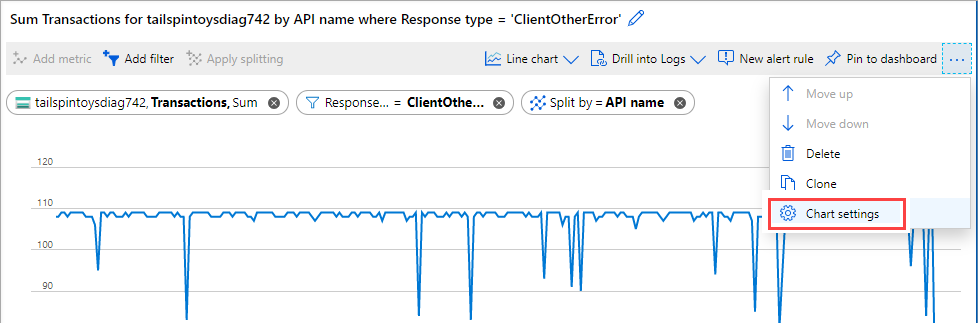 Sum Transactions for tailspintoysdiag742 by API name where Response type = 'ClientOtherError'
Add metric Add filter Apply splitting Line chart Drill into Logs New alert rule Pin to dashboard ...
tailspintoysdiag742, Transactions, Sum Response... = ClientOthe... Split by = API name
Move up
Move down
Delete
Clone
Chart settings
120
110
100
90